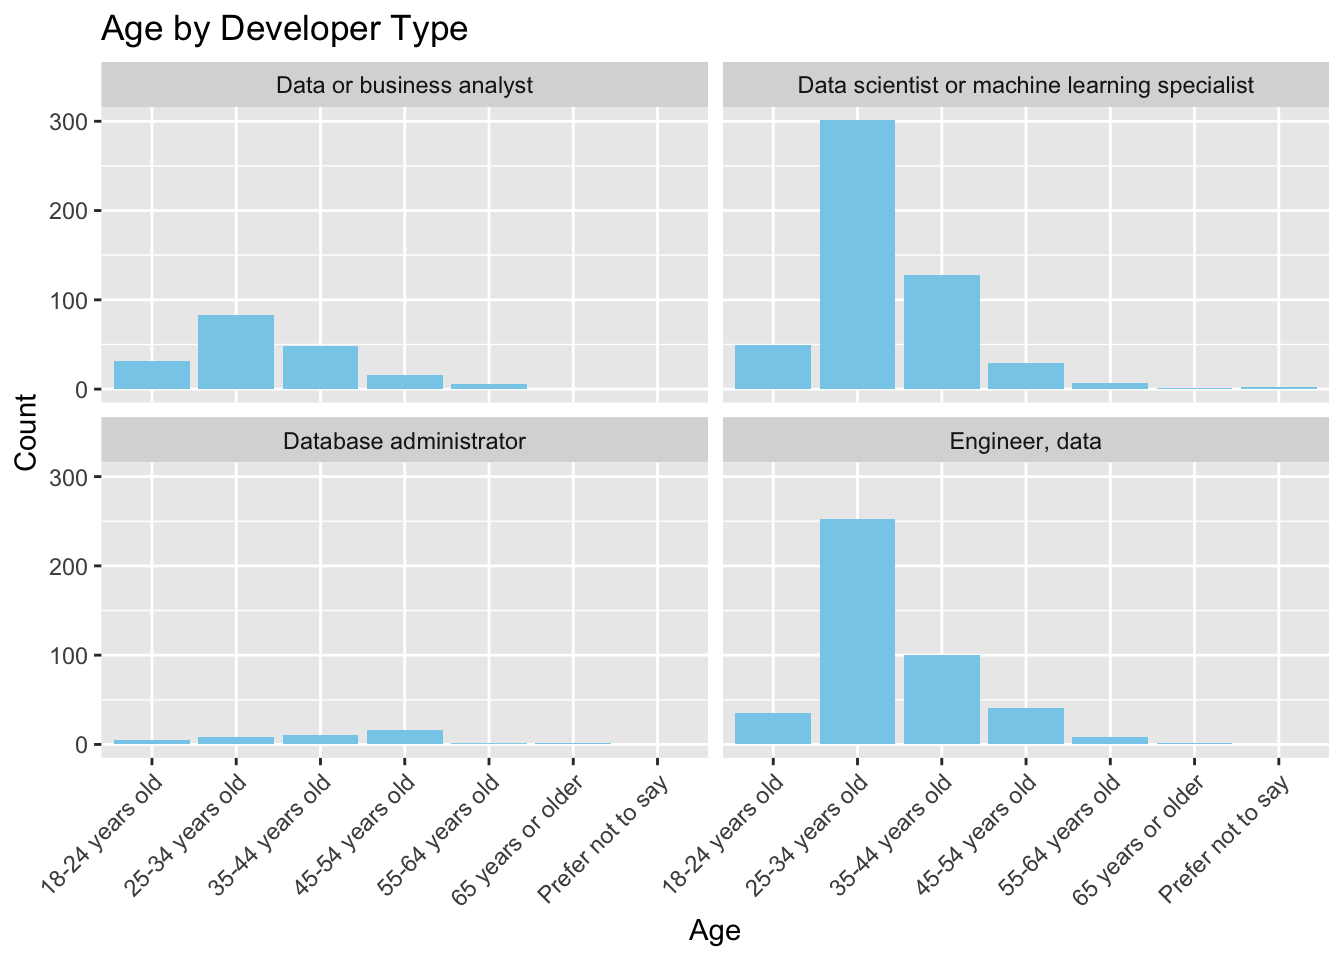 Age by Developer Type
Data or business analyst
Data scientist or machine learning specialist
300
200
100
0
Database administrator
Engineer, data
300
200
100
0
Count
18-24 years old
25-34 years old
35-44 years old
45-54 years old
55-64 years old
65 years or older
Prefer not to say
18-24 years old
25-34 years old
35-44 years old
45-54 years old
55-64 years old
65 years or older
Prefer not to say
Age